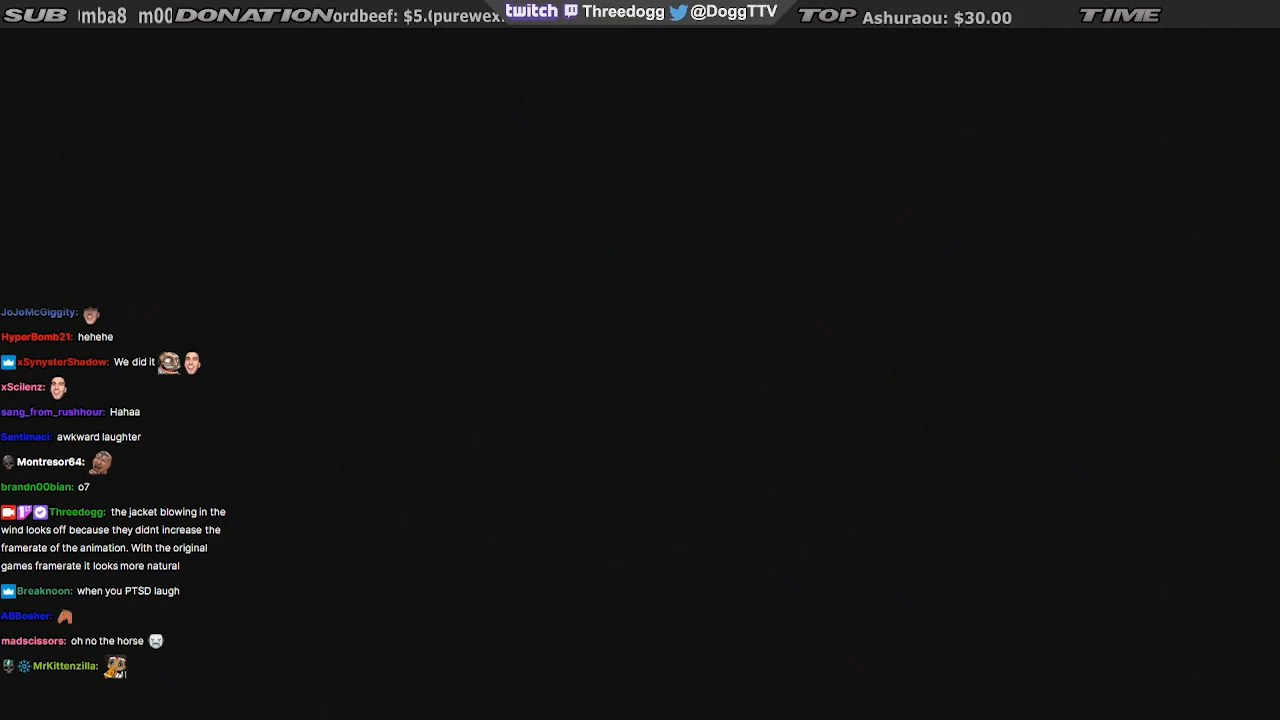 SUB mba8 m00 DONATION ordbeef: $5.(purewex. twitch Threedogg @DoggTTV TOP Ashuraou: $30.00 TIME
JoJoMcGiggity:
HyperBomb21: hehehe
xSynysterShadow: We did it
xScilenz:
sang_from_rushhour: Hahaa
Santimaci: awkward laughter
Montresor64:
brandn00bian: o7
Threedogg: the jacket blowing in the
wind looks off because they didnt increase the
framerate of the animation. With the original
games framerate it looks more natural
Breaknoon: when you PTSD laugh
ABBosher:
madscissors: oh no the horse
MrKittenzilla: